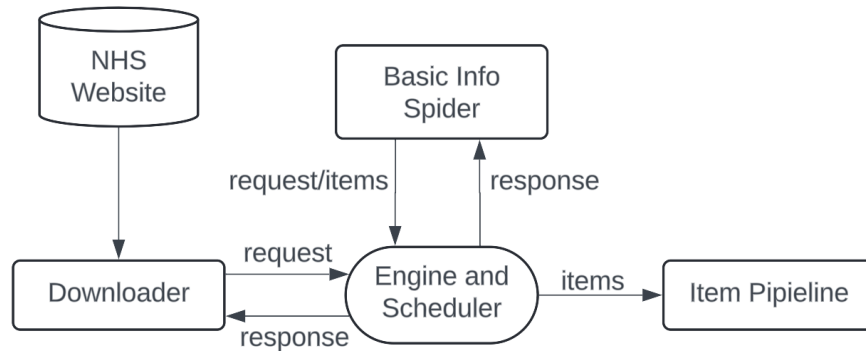 NHS
Website
Basic Info
Spider
request/items
response
request
Downloader
Engine and
Scheduler
items
Item Pipieline
response